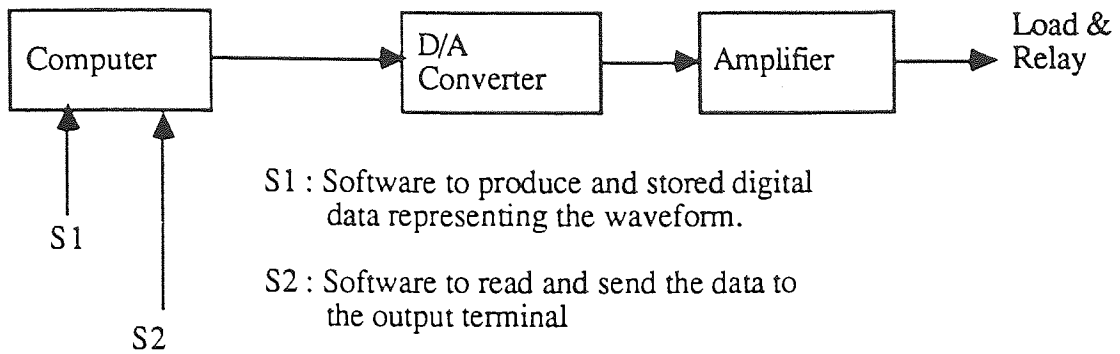 Computer
D/A
Converter
Amplifier
Load &
Relay
S1 : Software to produce and stored digital
data representing the waveform.
S1
S2 : Software to read and send the data to
the output terminal
S2